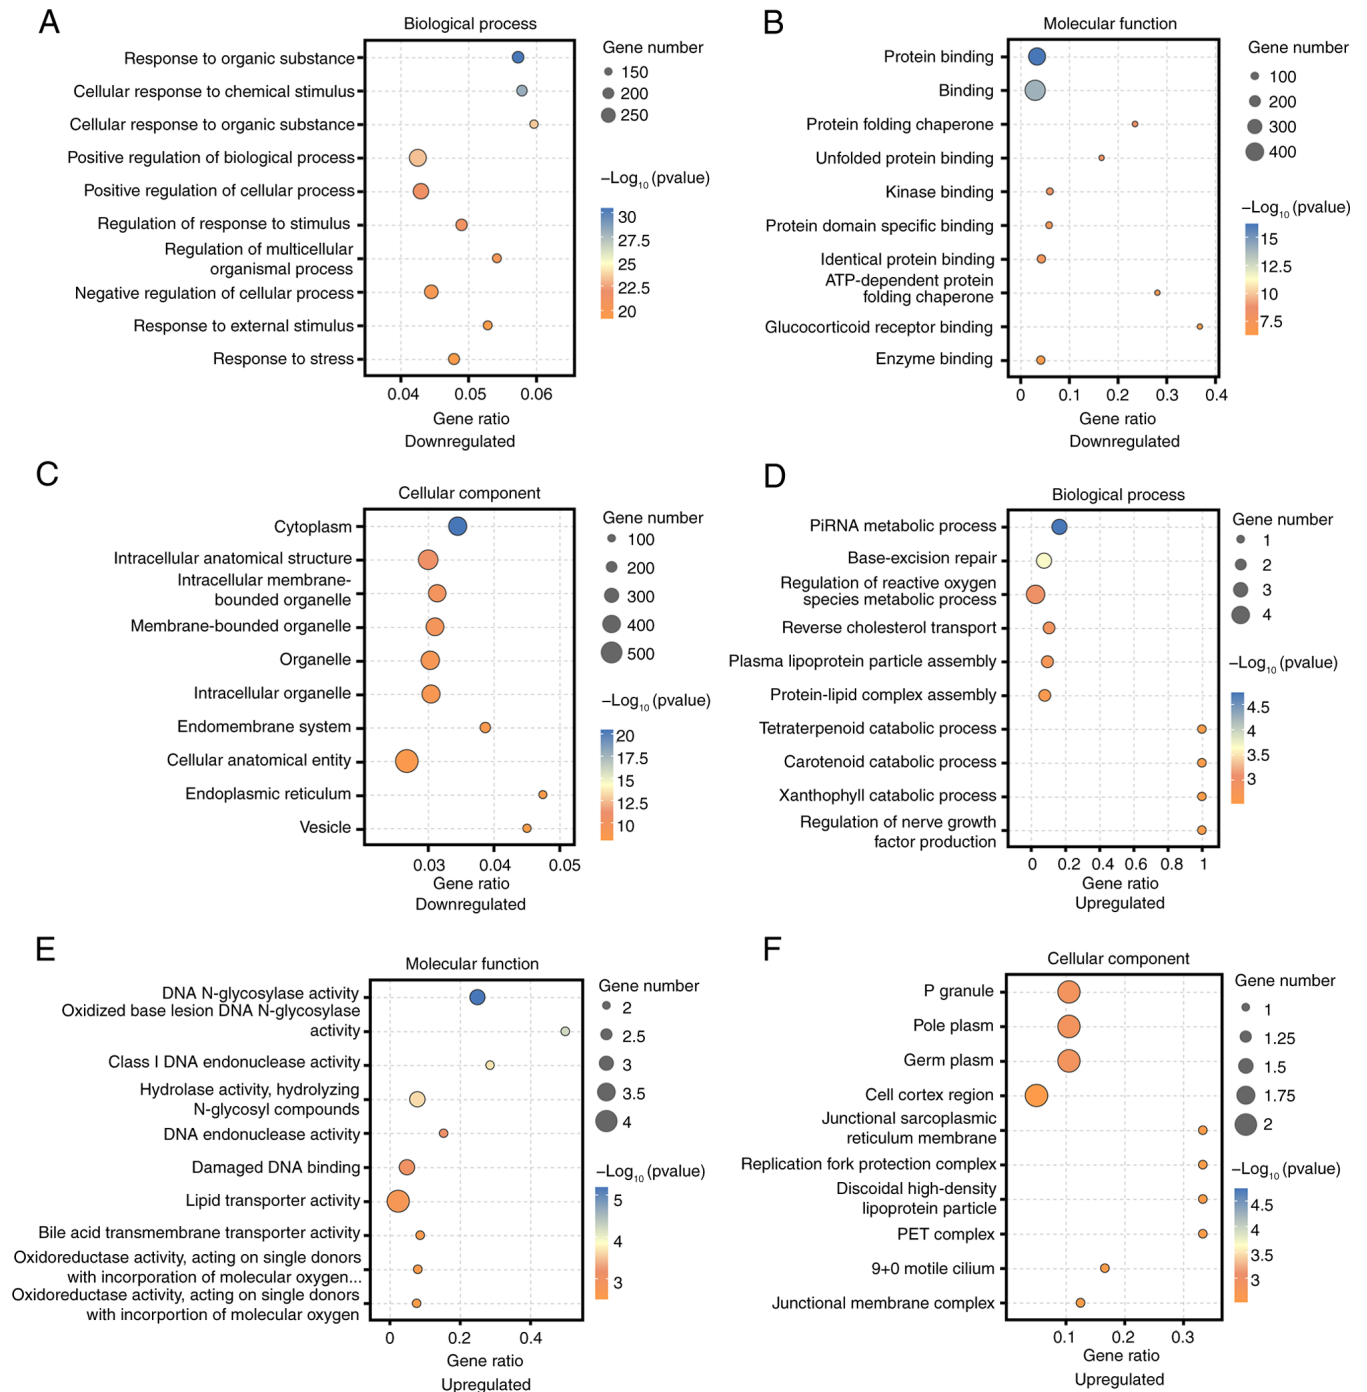 A
Biological process
Response to organic substance
Cellular response to chemical stimulus
Cellular response to organic substance
Positive regulation of biological process
Positive regulation of cellular process
Regulation of response to stimulus
Regulation of multicellular
organismal process
Negative regulation of cellular process
Response to external stimulus
Response to stress
0.04 0.05 0.06
Gene ratio
Downregulated
Gene number
150
200
250
−Log10 (pvalue)
30
27.5
25
22.5
20
B
Molecular function
Protein binding
Binding
Protein folding chaperone
Unfolded protein binding
Kinase binding
Protein domain specific binding
Identical protein binding
ATP-dependent protein
folding chaperone
Glucocorticoid receptor binding
Enzyme binding
0 0.1 0.2 0.3 0.4
Gene ratio
Downregulated
Gene number
100
200
300
400
−Log10 (pvalue)
15
12.5
10
7.5
C
Cellular component
Cytoplasm
Intracellular anatomical structure
Intracellular membrane-
bounded organelle
Membrane-bounded organelle
Organelle
Intracellular organelle
Endomembrane system
Cellular anatomical entity
Endoplasmic reticulum
Vesicle
0.03 0.04 0.05
Gene ratio
Downregulated
Gene number
100
200
300
400
500
−Log10 (pvalue)
20
17.5
15
12.5
10
D
Biological process
PiRNA metabolic process
Base-excision repair
Regulation of reactive oxygen
species metabolic process
Reverse cholesterol transport
Plasma lipoprotein particle assembly
Protein-lipid complex assembly
Tetraterpenoid catabolic process
Carotenoid catabolic process
Xanthophyll catabolic process
Regulation of nerve growth
factor production
0 0.2 0.4 0.6 0.8 1
Gene ratio
Upregulated
Gene number
1
2
3
4
−Log10 (pvalue)
4.5
4
3.5
3
E
Molecular function
DNA N-glycosylase activity
Oxidized base lesion DNA N-glycosylase
activity
Class I DNA endonuclease activity
Hydrolase activity, hydrolyzing
N-glycosyl compounds
DNA endonuclease activity
Damaged DNA binding
Lipid transporter activity
Bile acid transmembrane transporter activity
Oxidoreductase activity, acting on single donors
with incorporation of molecular oxygen...
Oxidoreductase activity, acting on single donors
with incorportion of molecular oxygen
0 0.2 0.4
Gene ratio
Upregulated
Gene number
2
2.5
3
3.5
4
−Log10 (pvalue)
5
4
3
F
Cellular component
P granule
Pole plasm
Germ plasm
Cell cortex region
Junctional sarcoplasmic
reticulum membrane
Replication fork protection complex
Discoidal high-density
lipoprotein particle
PET complex
9+0 motile cilium
Junctional membrane complex
0.1 0.2 0.3
Gene ratio
Upregulated
Gene number
1
1.25
1.5
1.75
2
−Log10 (pvalue)
4.5
4
3.5
3